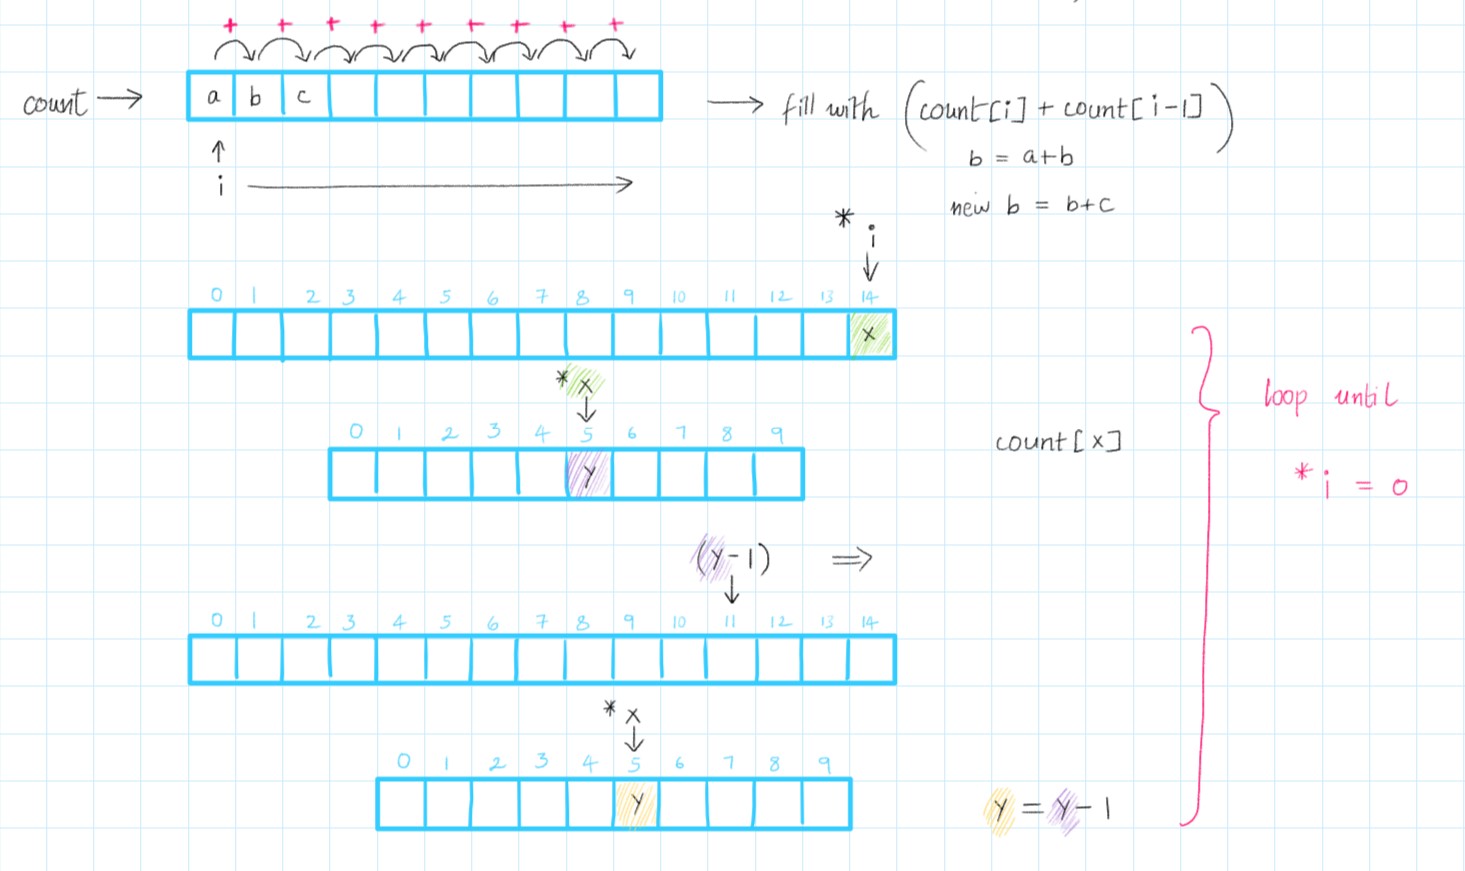 + + + + + + + + +
count → a b c → fill with (count[i] + count[i-1])
b = a+b
↑
i →
new b = b+c
* i
↓
0 1 2 3 4 5 6 7 8 9 10 11 12 13 14
x
* x
↓
loop until
0 1 2 3 4 5 6 7 8 9
count[x]
y
* i = 0
(y-1) ⇒
↓
0 1 2 3 4 5 6 7 8 9 10 11 12 13 14
* x
↓
0 1 2 3 4 5 6 7 8 9
y
y = y-1